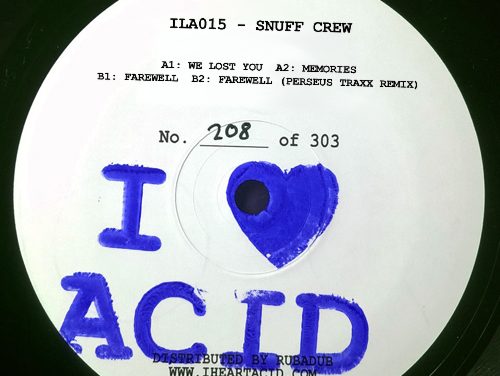 ILA015 - SNUFF CREW
A1: WE LOST YOU A2: MEMORIES
B1: FAREWELL B2: FAREWELL (PERSEUS TRAXX REMIX)
No. 208 of 303
I
ACID
DISTRIBUTED BY RUBADUB
WWW.IHEARTACID.COM